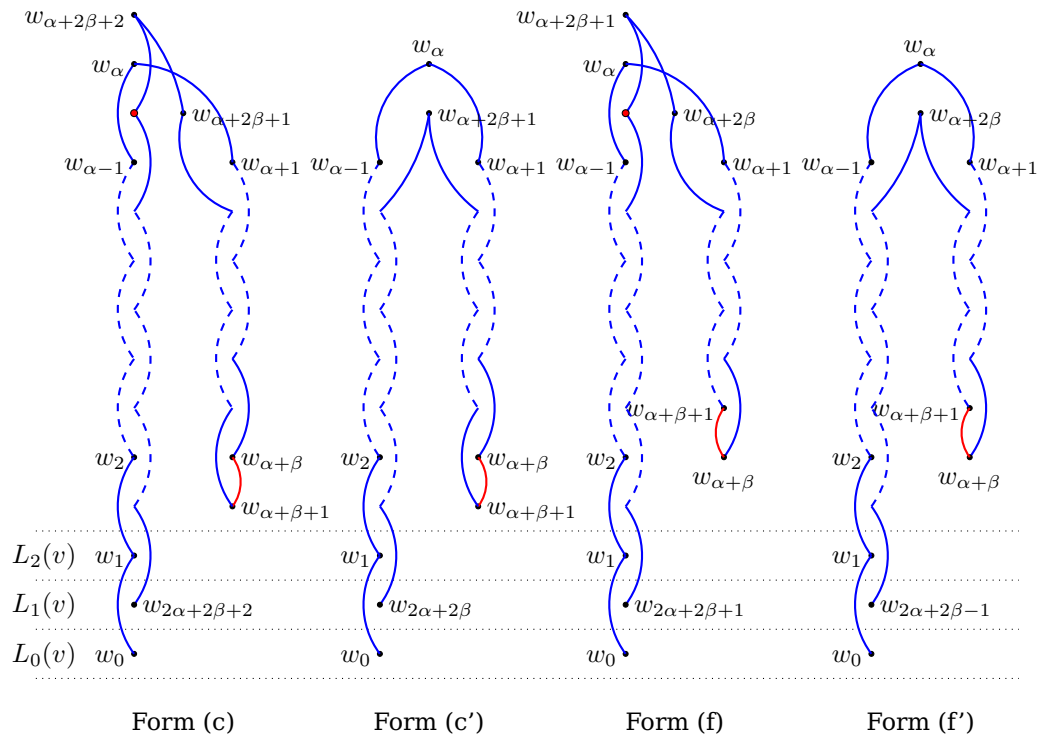 w_{α+2β+2} w_{α+2β+1}
w_α w_α w_α w_α
w_{α+2β+1} w_{α+2β+1} w_{α+2β} w_{α+2β}
w_{α−1} w_{α+1} w_{α−1} w_{α+1} w_{α−1} w_{α+1} w_{α−1} w_{α+1}
w_{α+β+1} w_{α+β+1}
w_2 w_{α+β} w_2 w_{α+β} w_2 w_{α+β} w_2 w_{α+β}
w_{α+β+1} w_{α+β+1}
L_2(v) w_1 w_1 w_1 w_1
L_1(v) w_{2α+2β+2} w_{2α+2β} w_{2α+2β+1} w_{2α+2β−1}
L_0(v) w_0 w_0 w_0 w_0
Form (c) Form (c’) Form (f) Form (f’)